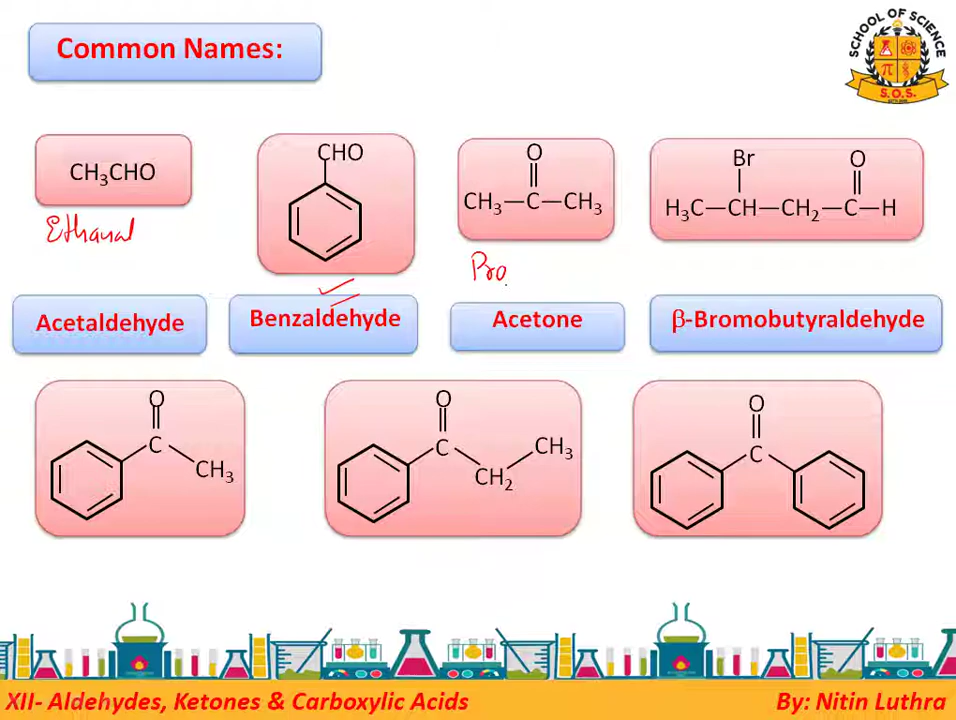 Common Names:
SCHOOL OF SCIENCE
π
S.O.S.
CH₃CHO
Ethanal
CHO
O
CH₃—C—CH₃
Pro
Br O
H₃C—CH—CH₂—C—H
Acetaldehyde
Benzaldehyde
Acetone
β-Bromobutyraldehyde
O
C
CH₃
O
C
CH₃
CH₂
O
C
XII- Aldehydes, Ketones & Carboxylic Acids
By: Nitin Luthra